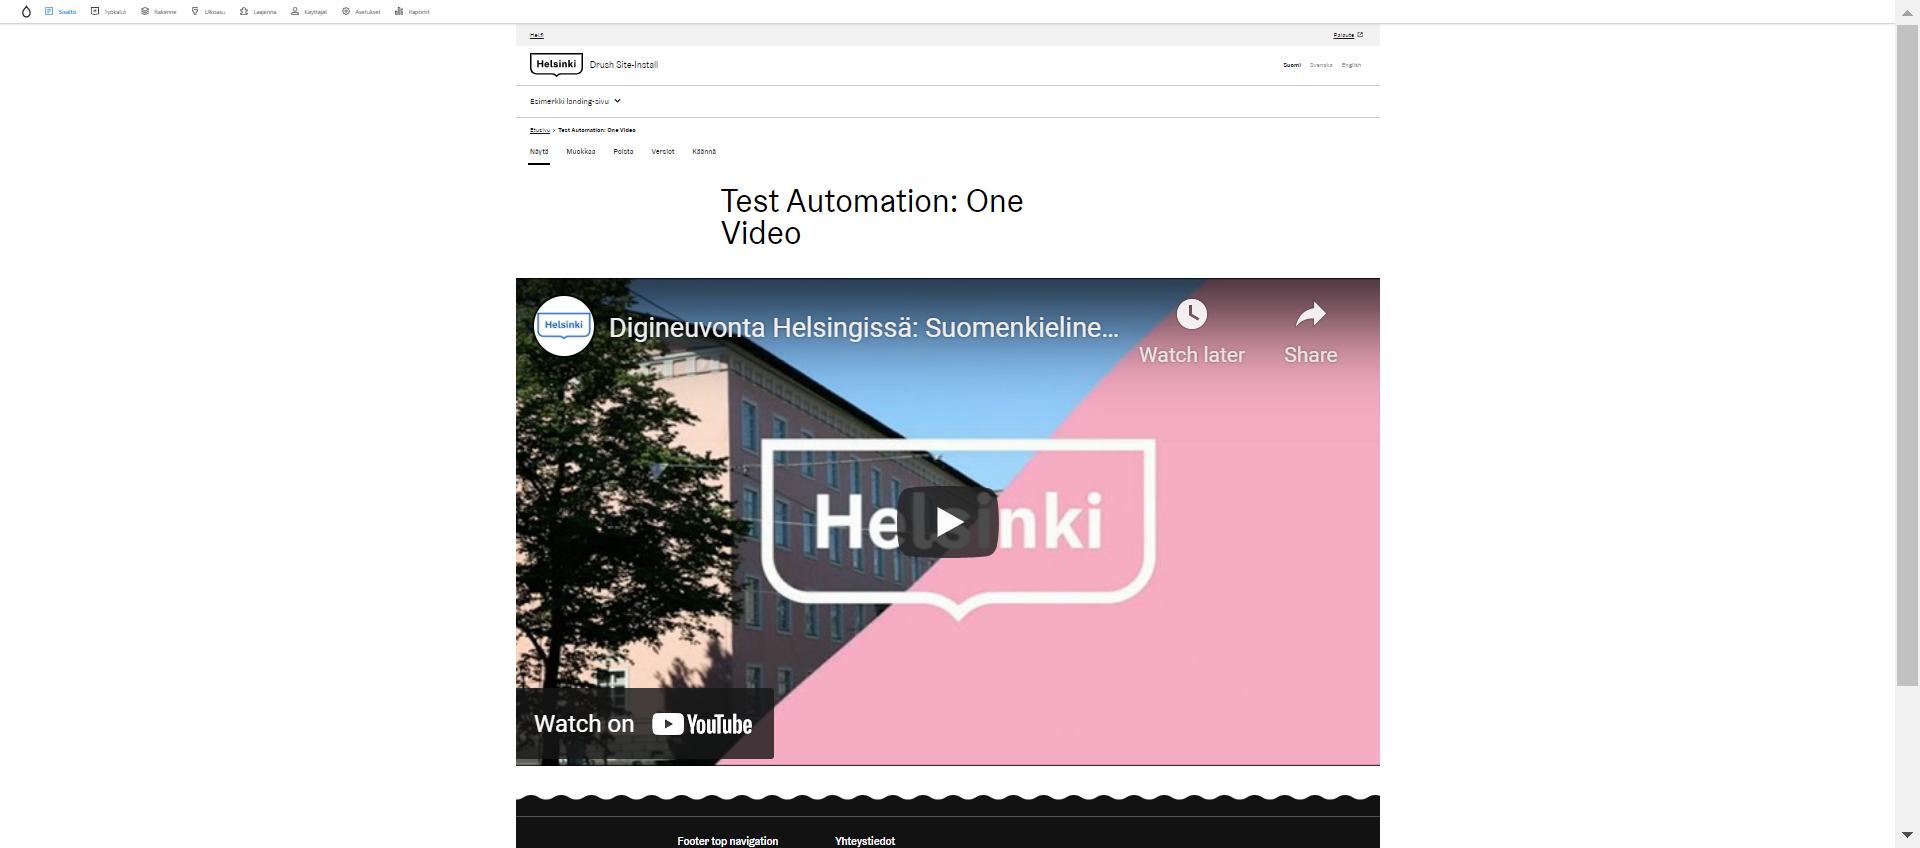 Sisältö Työkalut Rakenne Ulkoasu Laajenna Käyttäjät Asetukset Raportit
Hel.fi Palaute
Helsinki Drush Site-Install Suomi Svenska English
Esimerkki landing-sivu
Etusivu › Test Automation: One Video
Näytä Muokkaa Poista Versiot Käännä
Test Automation: One
Video
Helsinki Digineuvonta Helsingissä: Suomenkieline...
Watch later Share
Helsinki
Watch on YouTube
Footer top navigation Yhteystiedot